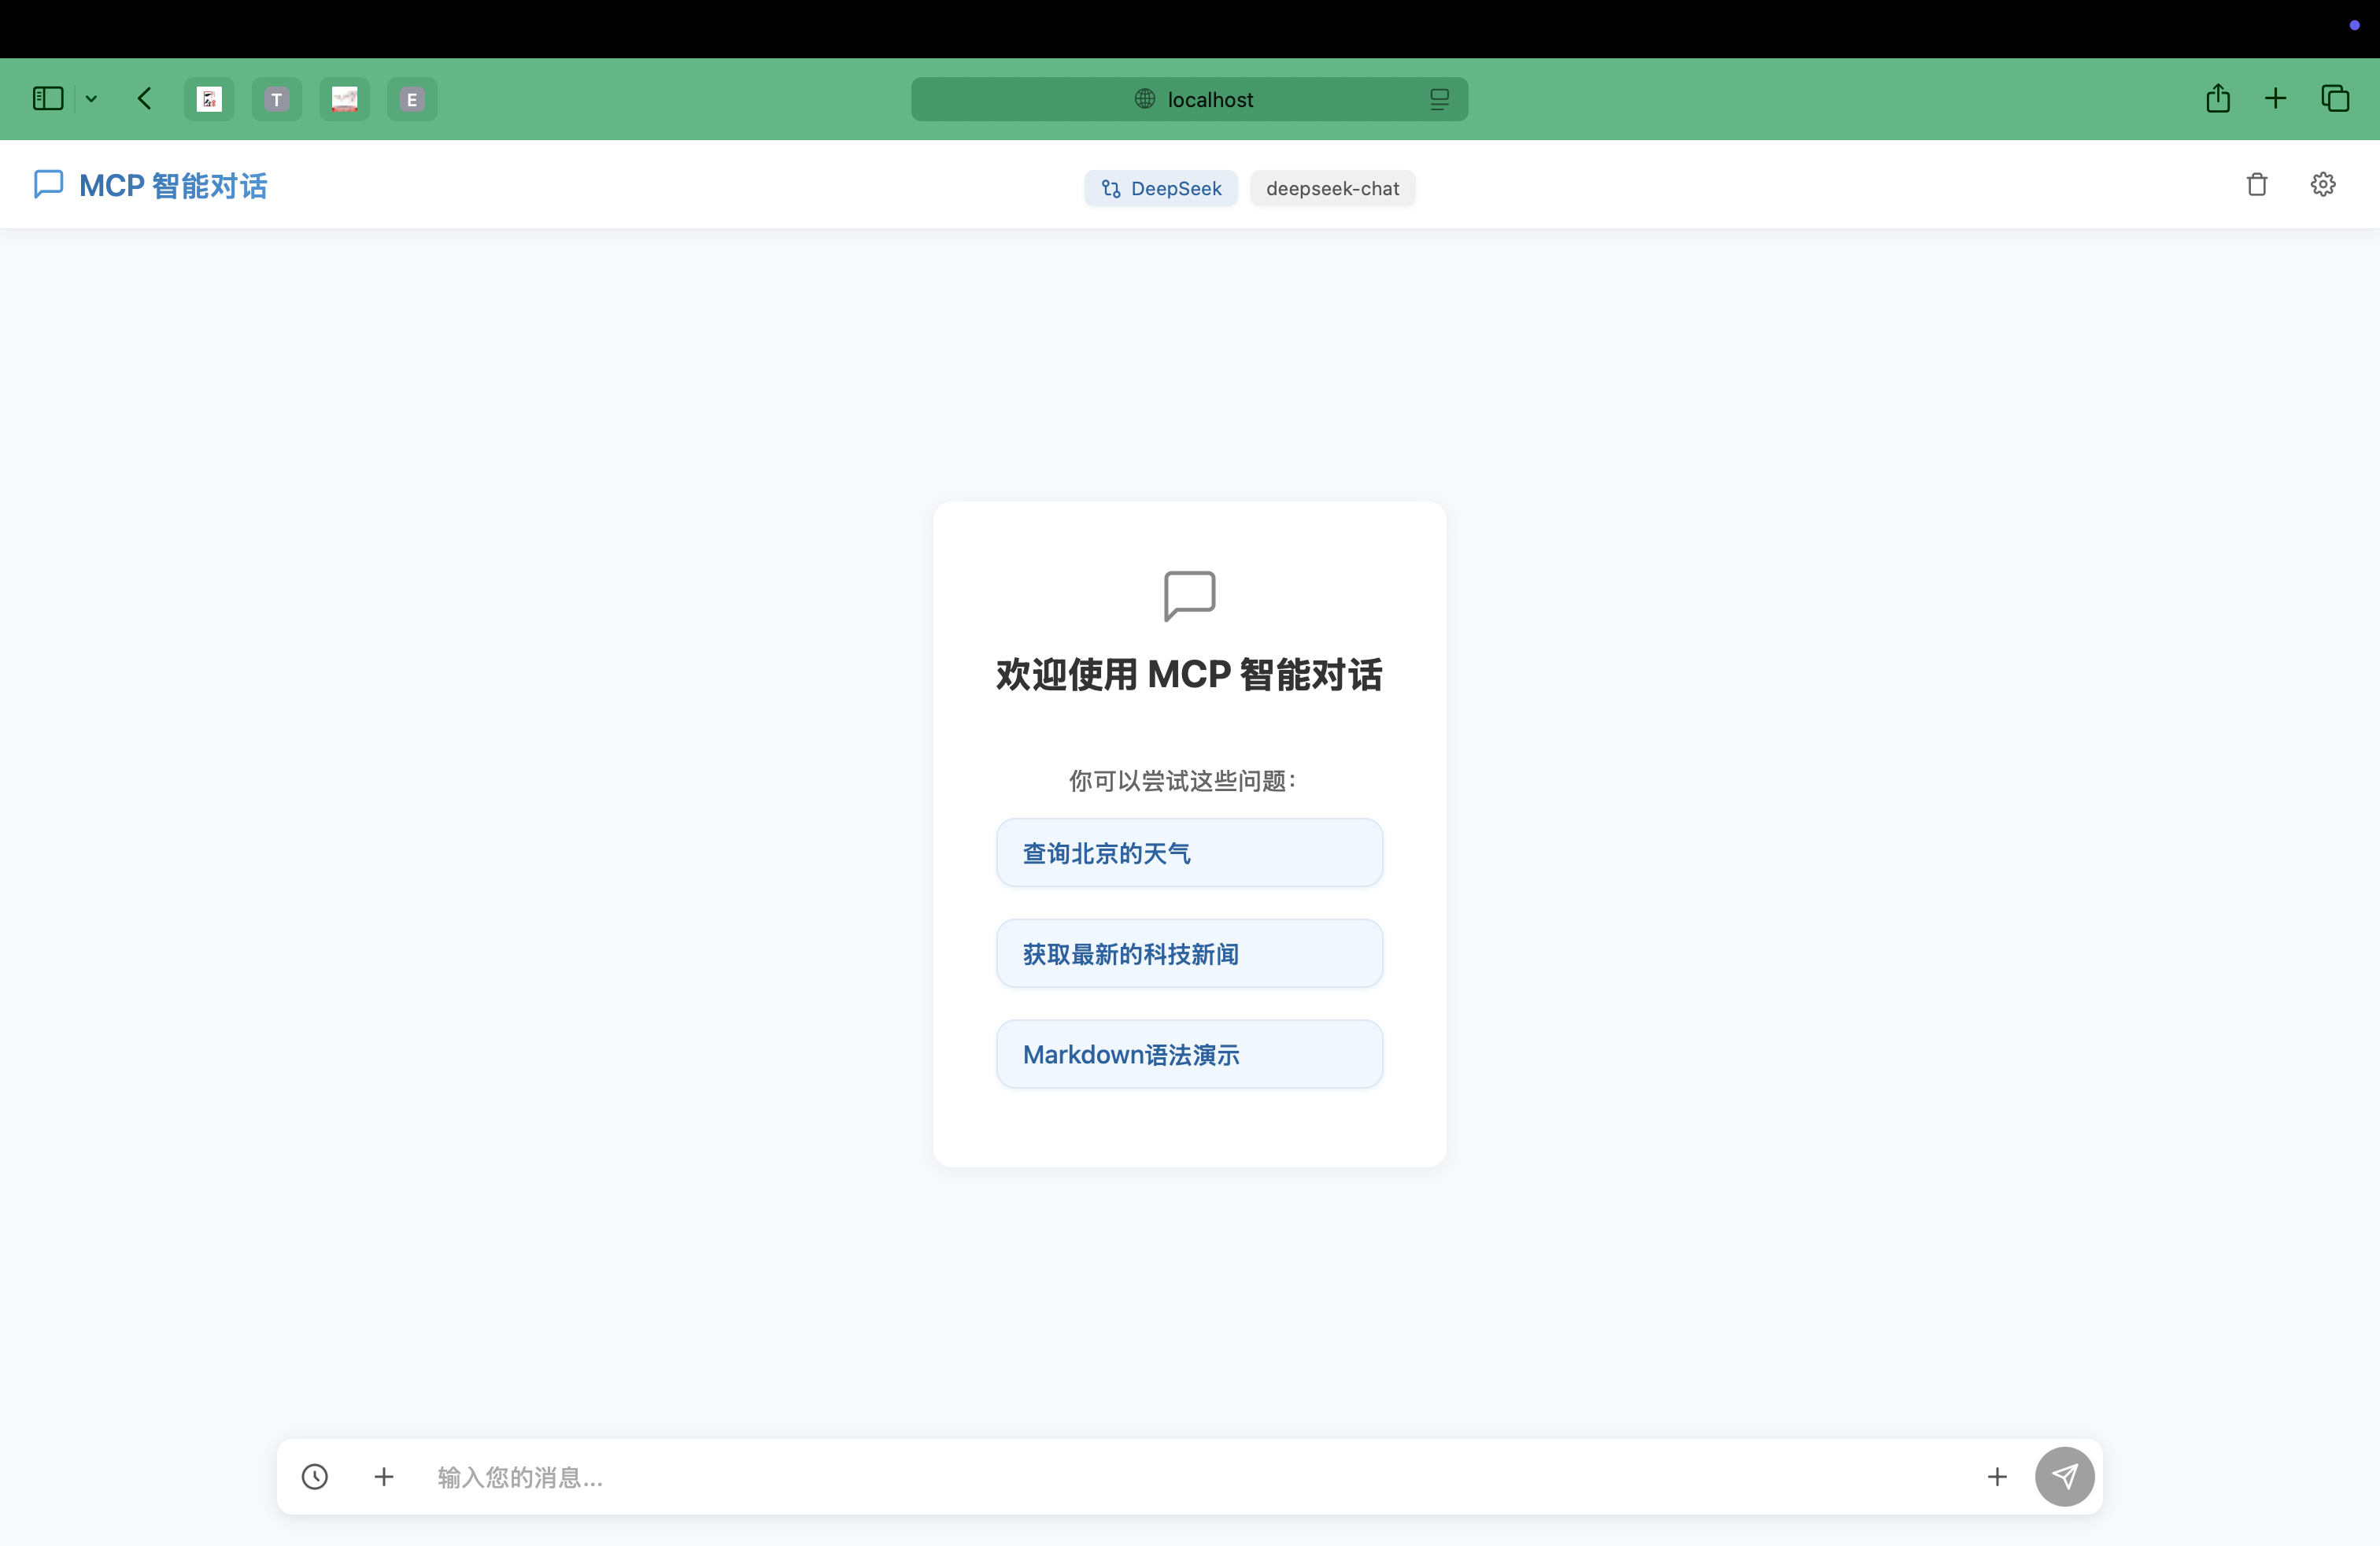 T
E
localhost
MCP 智能对话
DeepSeek
deepseek-chat
欢迎使用 MCP 智能对话
你可以尝试这些问题：
查询北京的天气
获取最新的科技新闻
Markdown语法演示
输入您的消息...